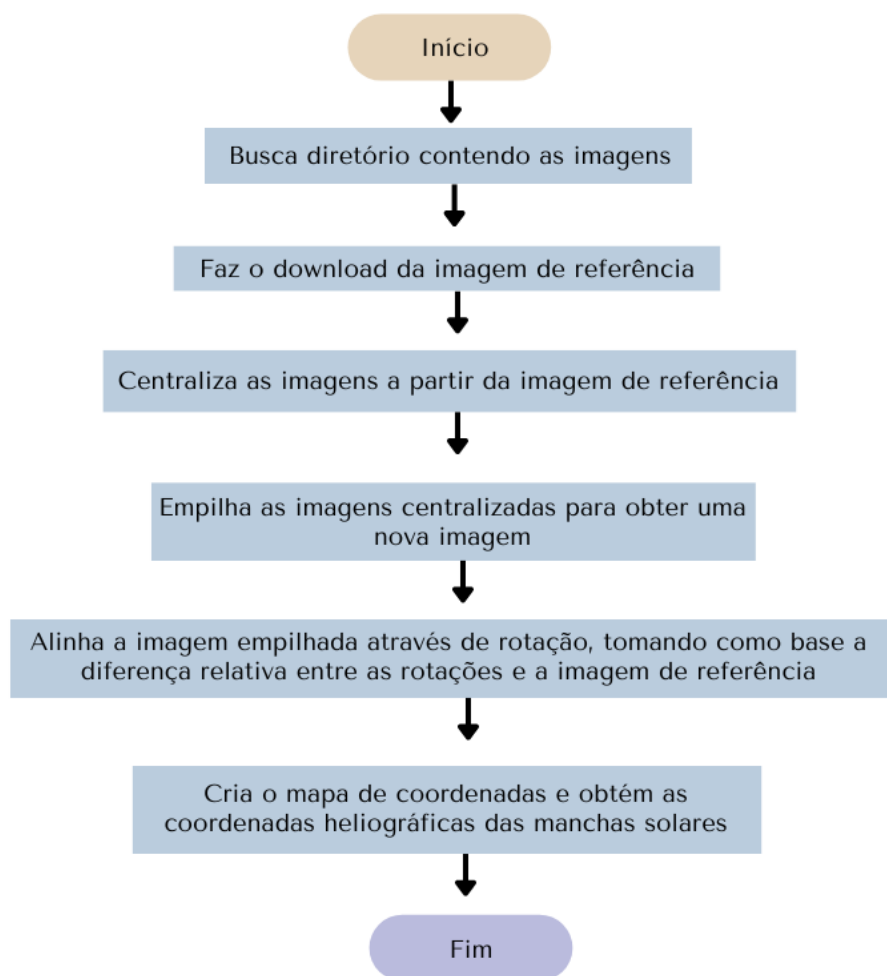 Início
Busca diretório contendo as imagens
Faz o download da imagem de referência
Centraliza as imagens a partir da imagem de referência
Empilha as imagens centralizadas para obter uma
nova imagem
Alinha a imagem empilhada através de rotação, tomando como base a
diferença relativa entre as rotações e a imagem de referência
Cria o mapa de coordenadas e obtém as
coordenadas heliográficas das manchas solares
Fim